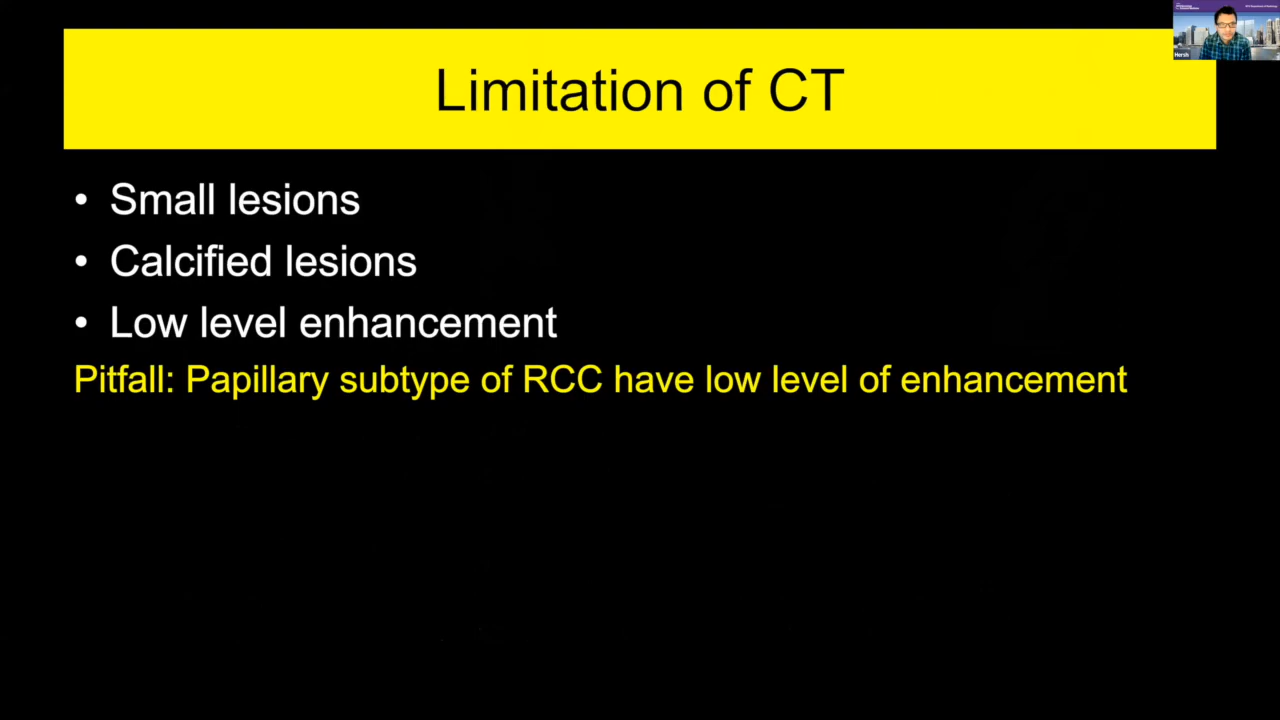 Limitation of CT
• Small lesions
• Calcified lesions
• Low level enhancement
Pitfall: Papillary subtype of RCC have low level of enhancement
Hersh